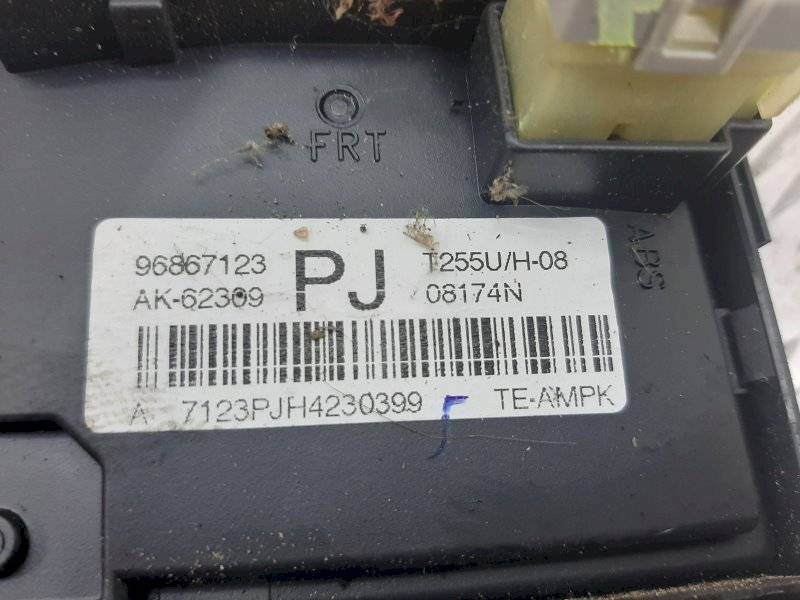 FRT
96867123 PJ T255U/H-08
AK-62309 08174N
A 7123PJH4230399 TE-AMPK
ABS